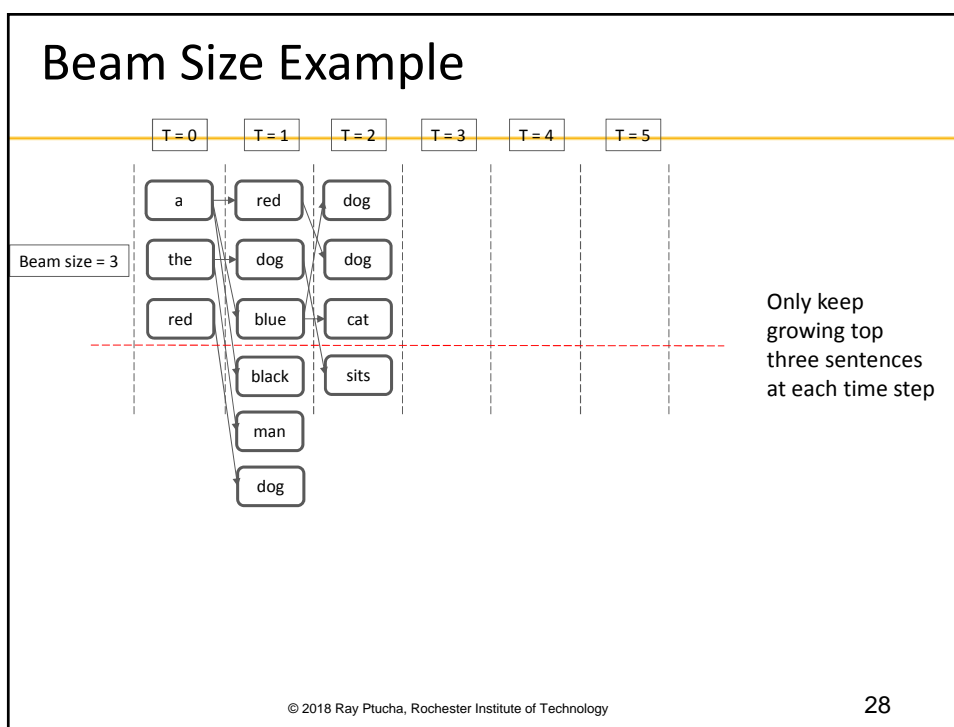 Beam Size Example
T = 0 T = 1 T = 2 T = 3 T = 4 T = 5
a red dog
Beam size = 3 the dog dog
red blue cat
black sits
man
dog
Only keep
growing top
three sentences
at each time step
© 2018 Ray Ptucha, Rochester Institute of Technology 28